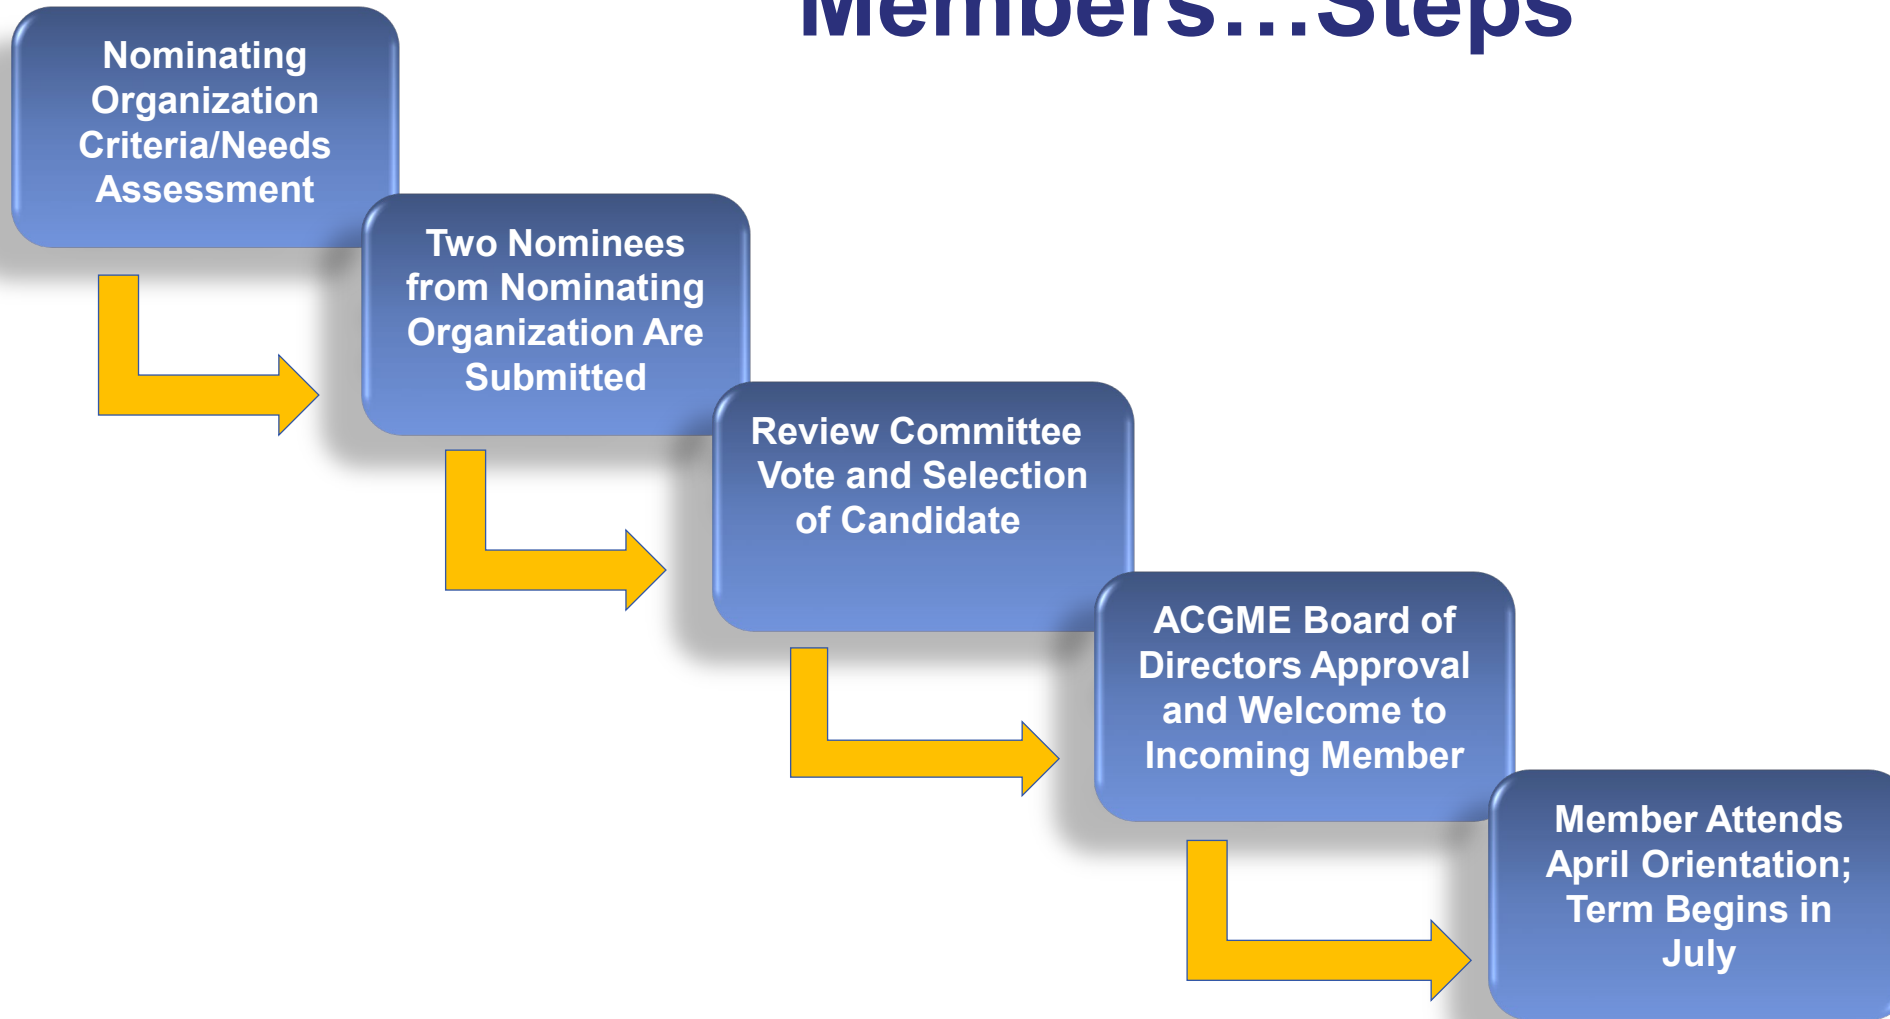 Members...Steps
Nominating
Organization
Criteria/Needs
Assessment
Two Nominees
from Nominating
Organization Are
Submitted
Review Committee
Vote and Selection
of Candidate
ACGME Board of
Directors Approval
and Welcome to
Incoming Member
Member Attends
April Orientation;
Term Begins in
July